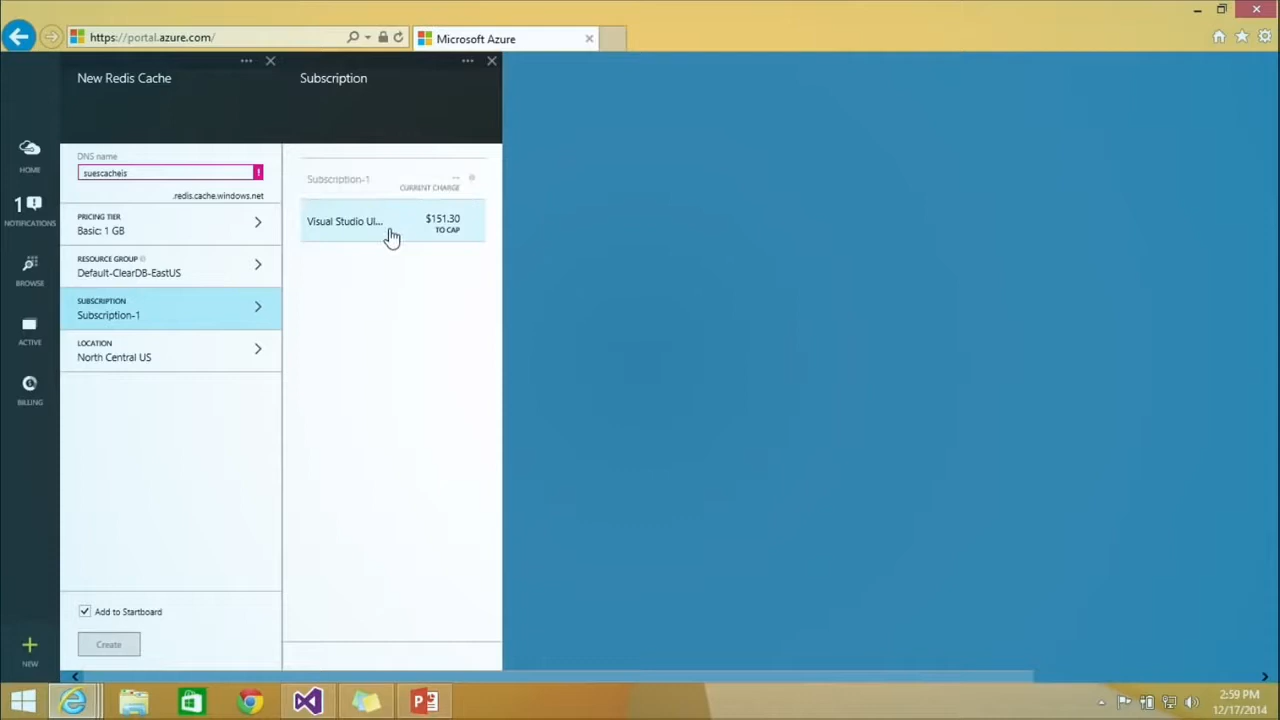 https://portal.azure.com/
Microsoft Azure
New Redis Cache
Subscription
HOME
1
NOTIFICATIONS
BROWSE
ACTIVE
BILLING
NEW
DNS name
suescacheis
!
.redis.cache.windows.net
PRICING TIER
Basic: 1 GB
RESOURCE GROUP
Default-ClearDB-EastUS
SUBSCRIPTION
Subscription-1
LOCATION
North Central US
Add to Startboard
Create
Subscription-1
--
CURRENT CHARGE
Visual Studio Ul...
$151.30
TO CAP
2:59 PM
12/17/2014